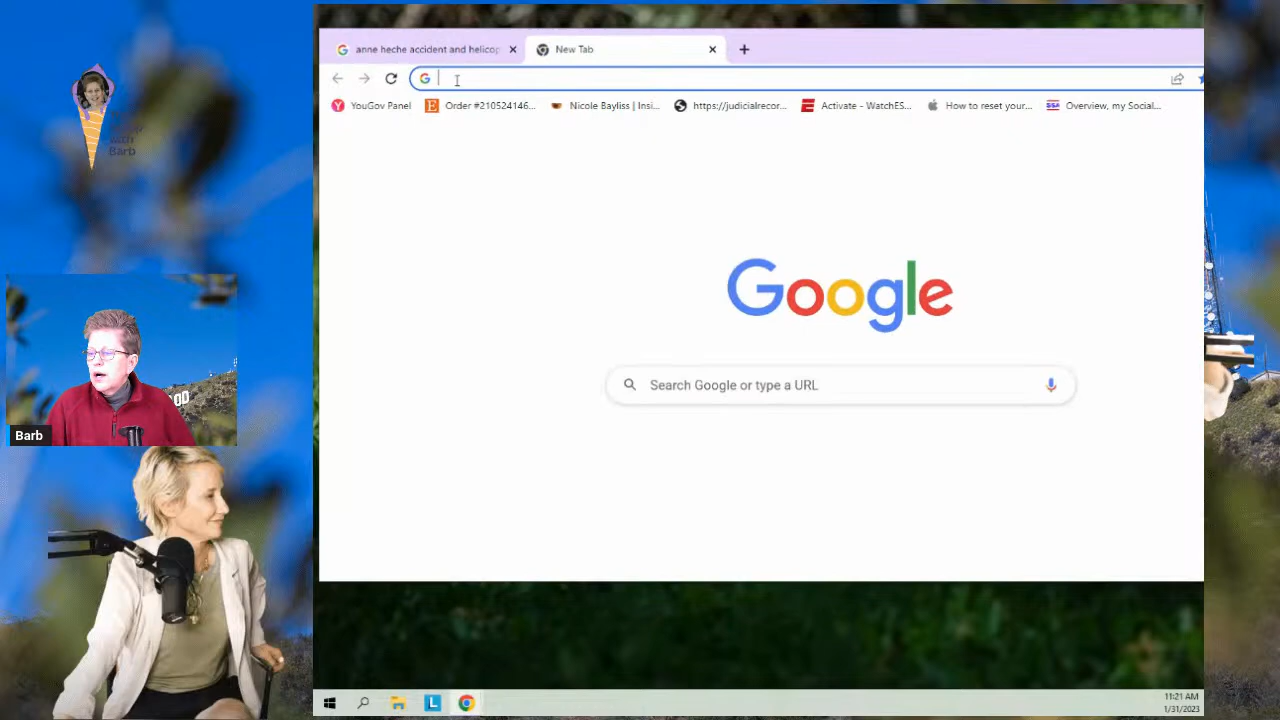 anne heche accident and helicop
New Tab
YouGov Panel
Order #210524146...
Nicole Bayliss | Insi...
https://judicialrecor...
Activate - WatchES...
How to reset your...
Overview, my Social...
with
Barb
Google
Search Google or type a URL
Barb
L
11:21 AM
1/31/2023